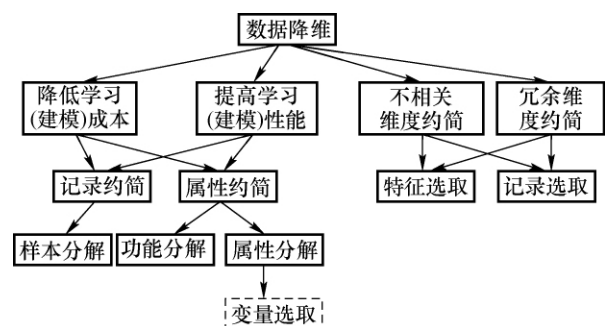 数据降维
降低学习
(建模)成本
提高学习
(建模)性能
不相关
维度约简
冗余维
度约简
记录约简
属性约简
特征选取
记录选取
样本分解
功能分解
属性分解
变量选取